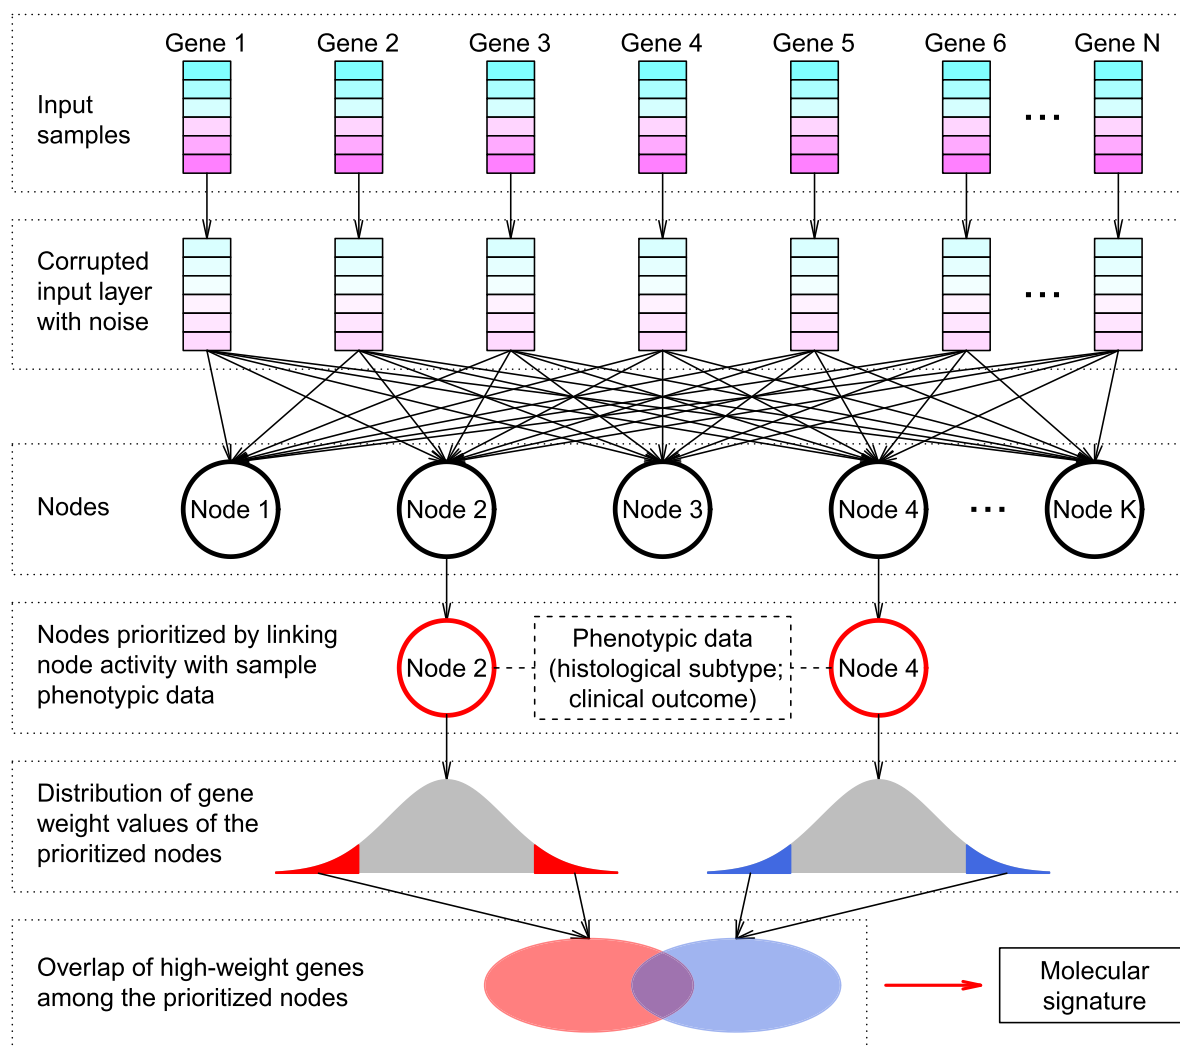 Gene 1 Gene 2 Gene 3 Gene 4 Gene 5 Gene 6 Gene N
Input
samples
...
Corrupted
input layer
with noise
...
Nodes
Node 1 Node 2 Node 3 Node 4 ... Node K
Nodes prioritized by linking
node activity with sample
phenotypic data
Node 2
Phenotypic data
(histological subtype;
clinical outcome)
Node 4
Distribution of gene
weight values of the
prioritized nodes
Overlap of high-weight genes
among the prioritized nodes
Molecular
signature